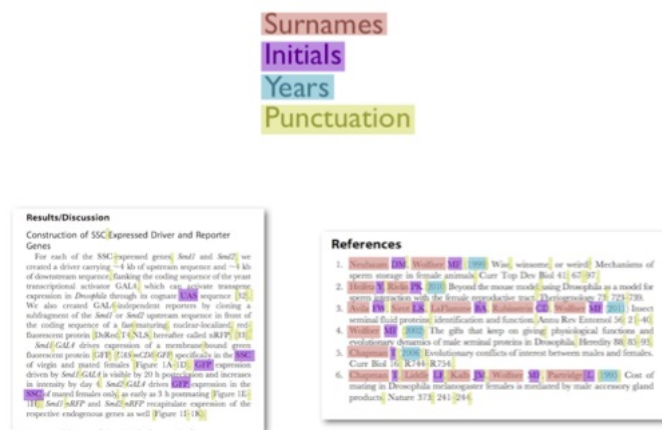 Surnames
Initials
Years
Punctuation
Results/Discussion
Construction of SSC-Expressed Driver and Reporter
Genes
For each of the SSC-expressed genes, Send1 and Send2, we
created a driver carrying ~4 kb of upstream sequence and ~4 kb
of downstream sequence, flanking the coding sequence of the yeast
transcriptional activator GAL4, which can activate transgene
expression in Drosophila through its cognate UAS sequence [32].
We also created GAL4-independent reporters by cloning a
subfragment of the Send1 or Send2 upstream sequence in front of
the coding sequence of a fast-maturing, nuclear-localized, red-
fluorescent protein (DsRed.T4.NLS, hereafter called nRFP) [33].
Send1-GAL4 drives expression of a membrane-bound green
fluorescent protein (GFP) (UAS-mCD8-GFP) specifically in the SSC
of virgin and mated females (Figure 1A–1D). GFP expression
driven by Send1-GAL4 is visible by 20 h posteclosion and increases
in intensity by day 4. Send2-GAL4 drives GFP expression in the
SSC of mated females only, as early as 3 h postmating (Figure 1E–
1H). Send1-nRFP and Send2-nRFP recapitulate expression of the
respective endogenous genes as well (Figure 1I–1K).
References
1. Neubaum DM, Wolfner MF (1999) Wise, winsome, or weird? Mechanisms of
sperm storage in female animals. Curr Top Dev Biol 41: 67–97.
2. Heifetz Y, Rivlin PK (2010) Beyond the mouse model: using Drosophila as a model for
sperm interaction with the female reproductive tract. Theriogenology 73: 723–739.
3. Avila FW, Sirot LK, LaFlamme BA, Rubinstein CD, Wolfner MF (2011) Insect
seminal fluid proteins: identification and function. Annu Rev Entomol 56: 21–40.
4. Wolfner MF (2002) The gifts that keep on giving: physiological functions and
evolutionary dynamics of male seminal proteins in Drosophila. Heredity 88: 85–93.
5. Chapman T (2006) Evolutionary conflicts of interest between males and females.
Curr Biol 16: R744–R754.
6. Chapman T, Liddle LF, Kalb JM, Wolfner MF, Partridge L (1995) Cost of
mating in Drosophila melanogaster females is mediated by male accessory gland
products. Nature 373: 241–244.